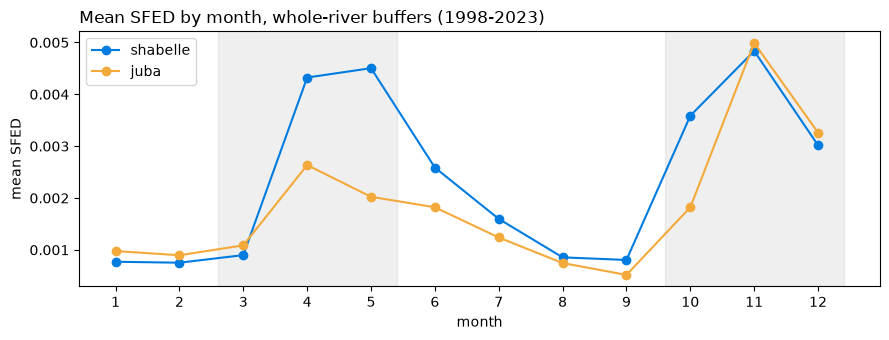 Mean SFED by month, whole-river buffers (1998-2023)
shabelle
juba
mean SFED
0.005
0.004
0.003
0.002
0.001
1 2 3 4 5 6 7 8 9 10 11 12
month